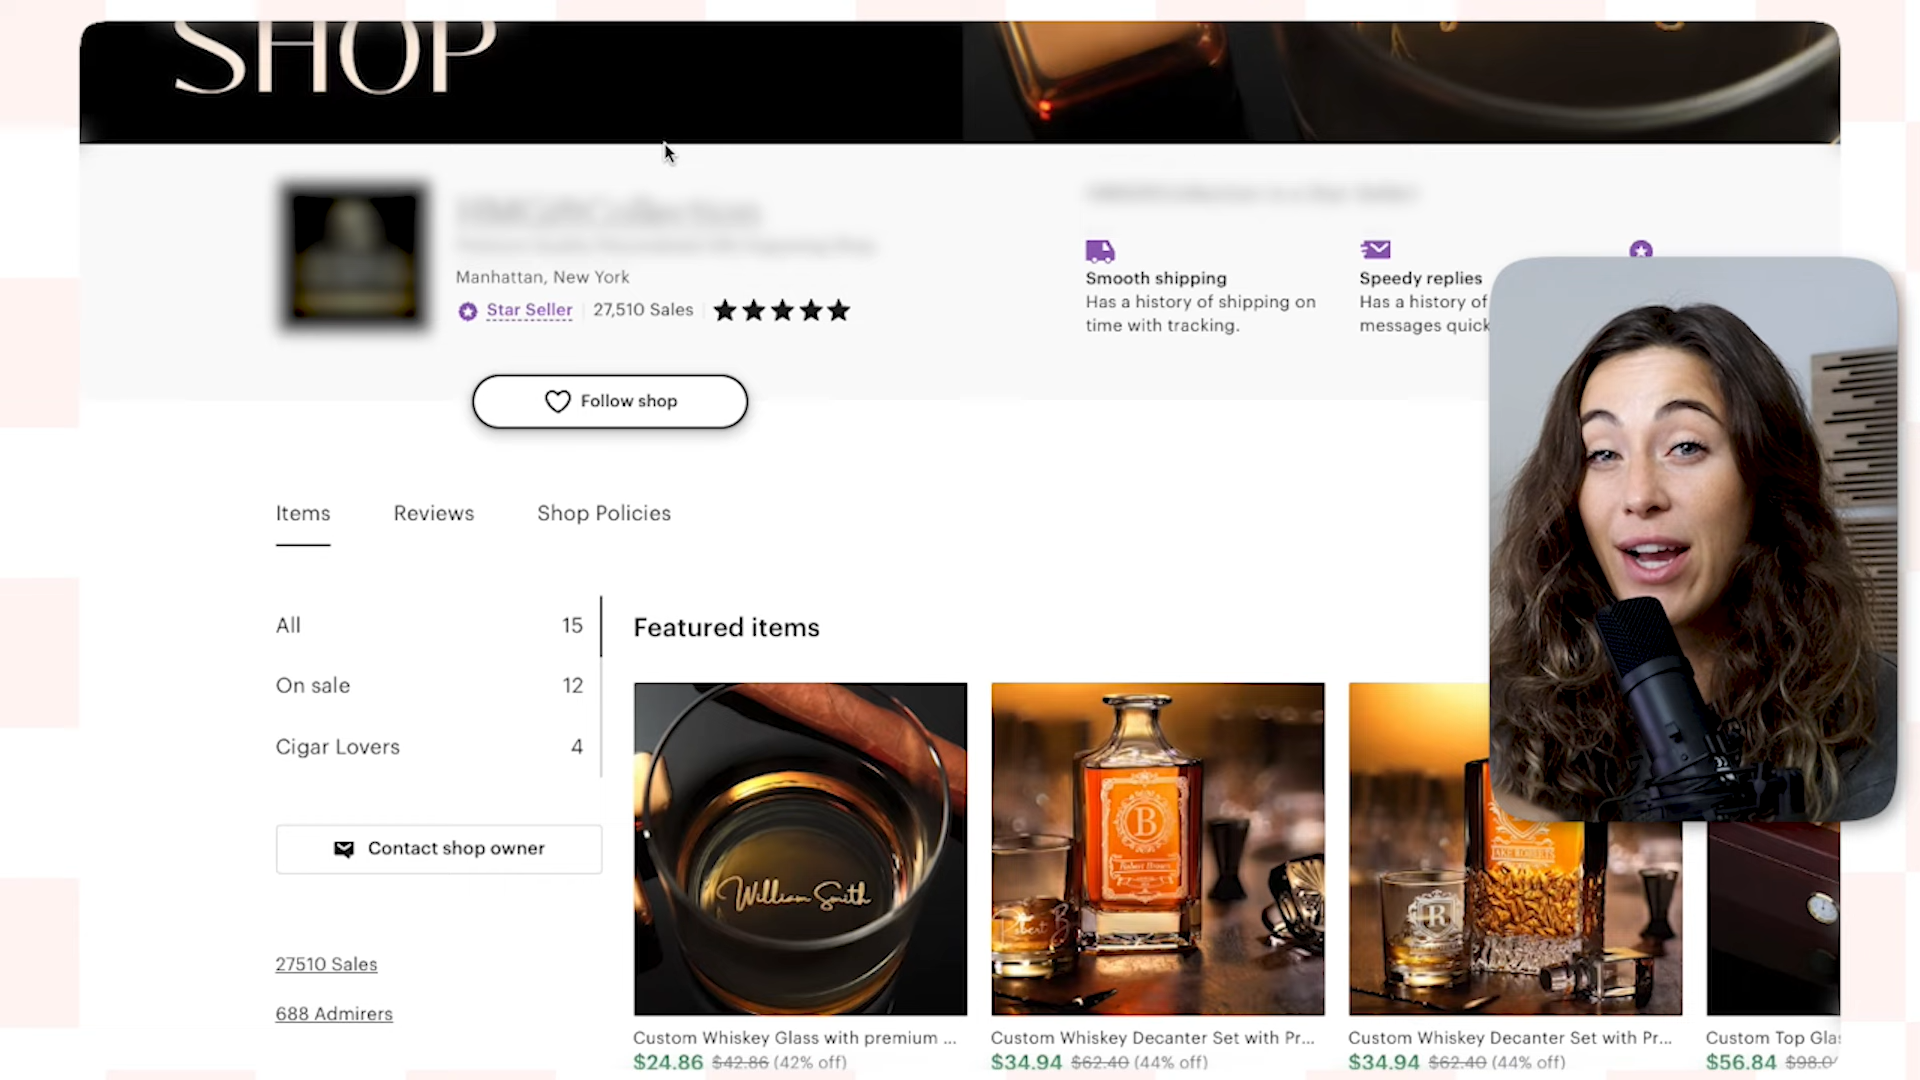 SHOP
Manhattan, New York
Star Seller
27,510 Sales
Smooth shipping
Has a history of shipping on
time with tracking.
Speedy replies
Has a history of
messages quick
Follow shop
Items
Reviews
Shop Policies
All 15
On sale 12
Cigar Lovers 4
Contact shop owner
27510 Sales
688 Admirers
Featured items
William Smith
B
Robert B
R
Custom Whiskey Glass with premium ...
$24.86 $42.86 (42% off)
Custom Whiskey Decanter Set with Pr...
$34.94 $62.40 (44% off)
Custom Whiskey Decanter Set with Pr...
$34.94 $62.40 (44% off)
Custom Top Gla
$56.84 $98.0